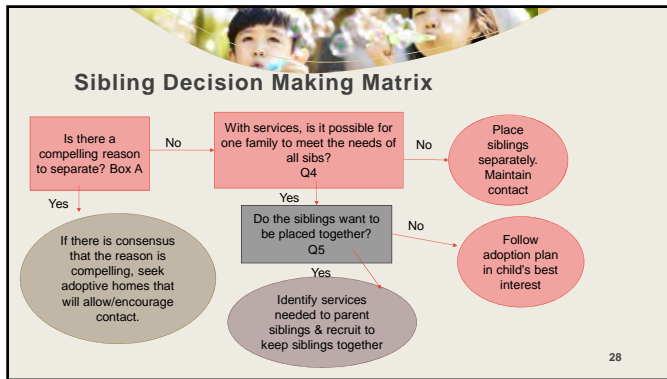 Sibling Decision Making Matrix
Is there a
compelling reason
to separate? Box A
No
With services, is it possible for
one family to meet the needs of
all sibs?
Q4
No
Place
siblings
separately.
Maintain
contact
Yes
Yes
Do the siblings want to
be placed together?
Q5
No
Follow
adoption plan
in child's best
interest
If there is consensus
that the reason is
compelling, seek
adoptive homes that
will allow/encourage
contact.
Yes
Identify services
needed to parent
siblings & recruit to
keep siblings together
28